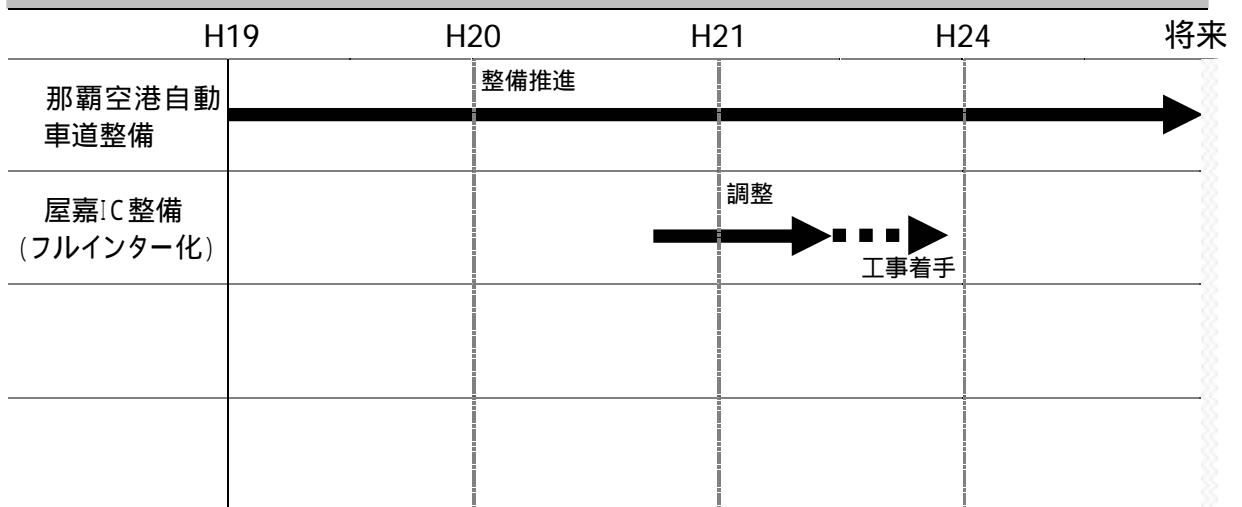 H19 H20 H21 H24 将来
那覇空港自動
車道整備
整備推進
屋嘉IC整備
(フルインター化)
調整
工事着手